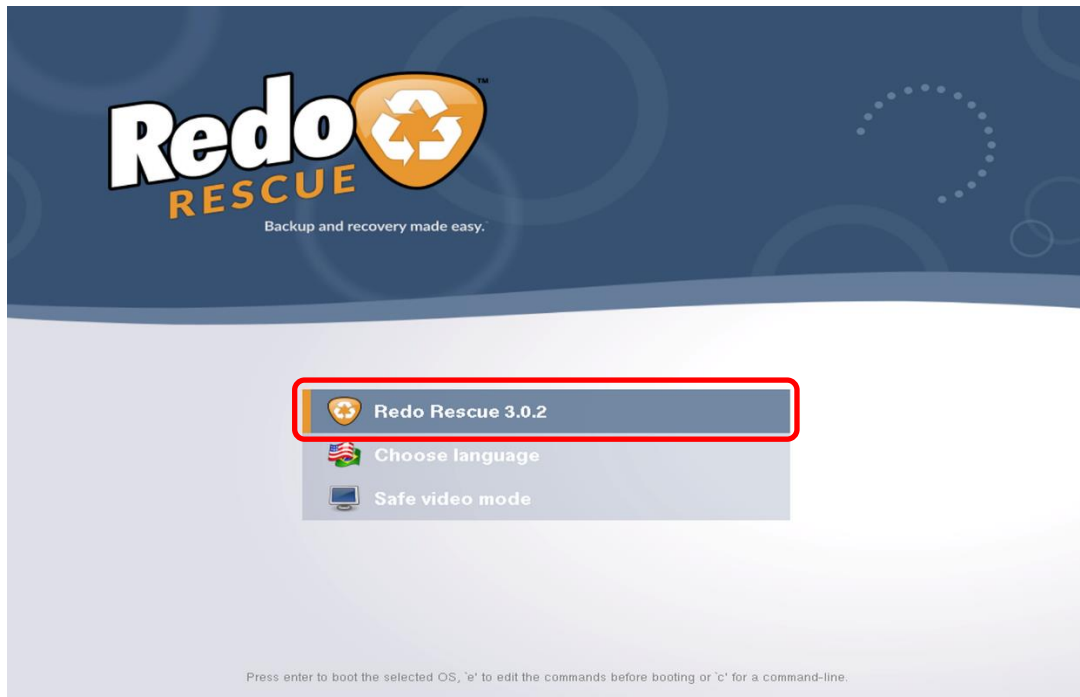 Redo
™
RESCUE
Backup and recovery made easy.
Redo Rescue 3.0.2
Choose language
Safe video mode
Press enter to boot the selected OS, `e' to edit the commands before booting or `c' for a command-line.